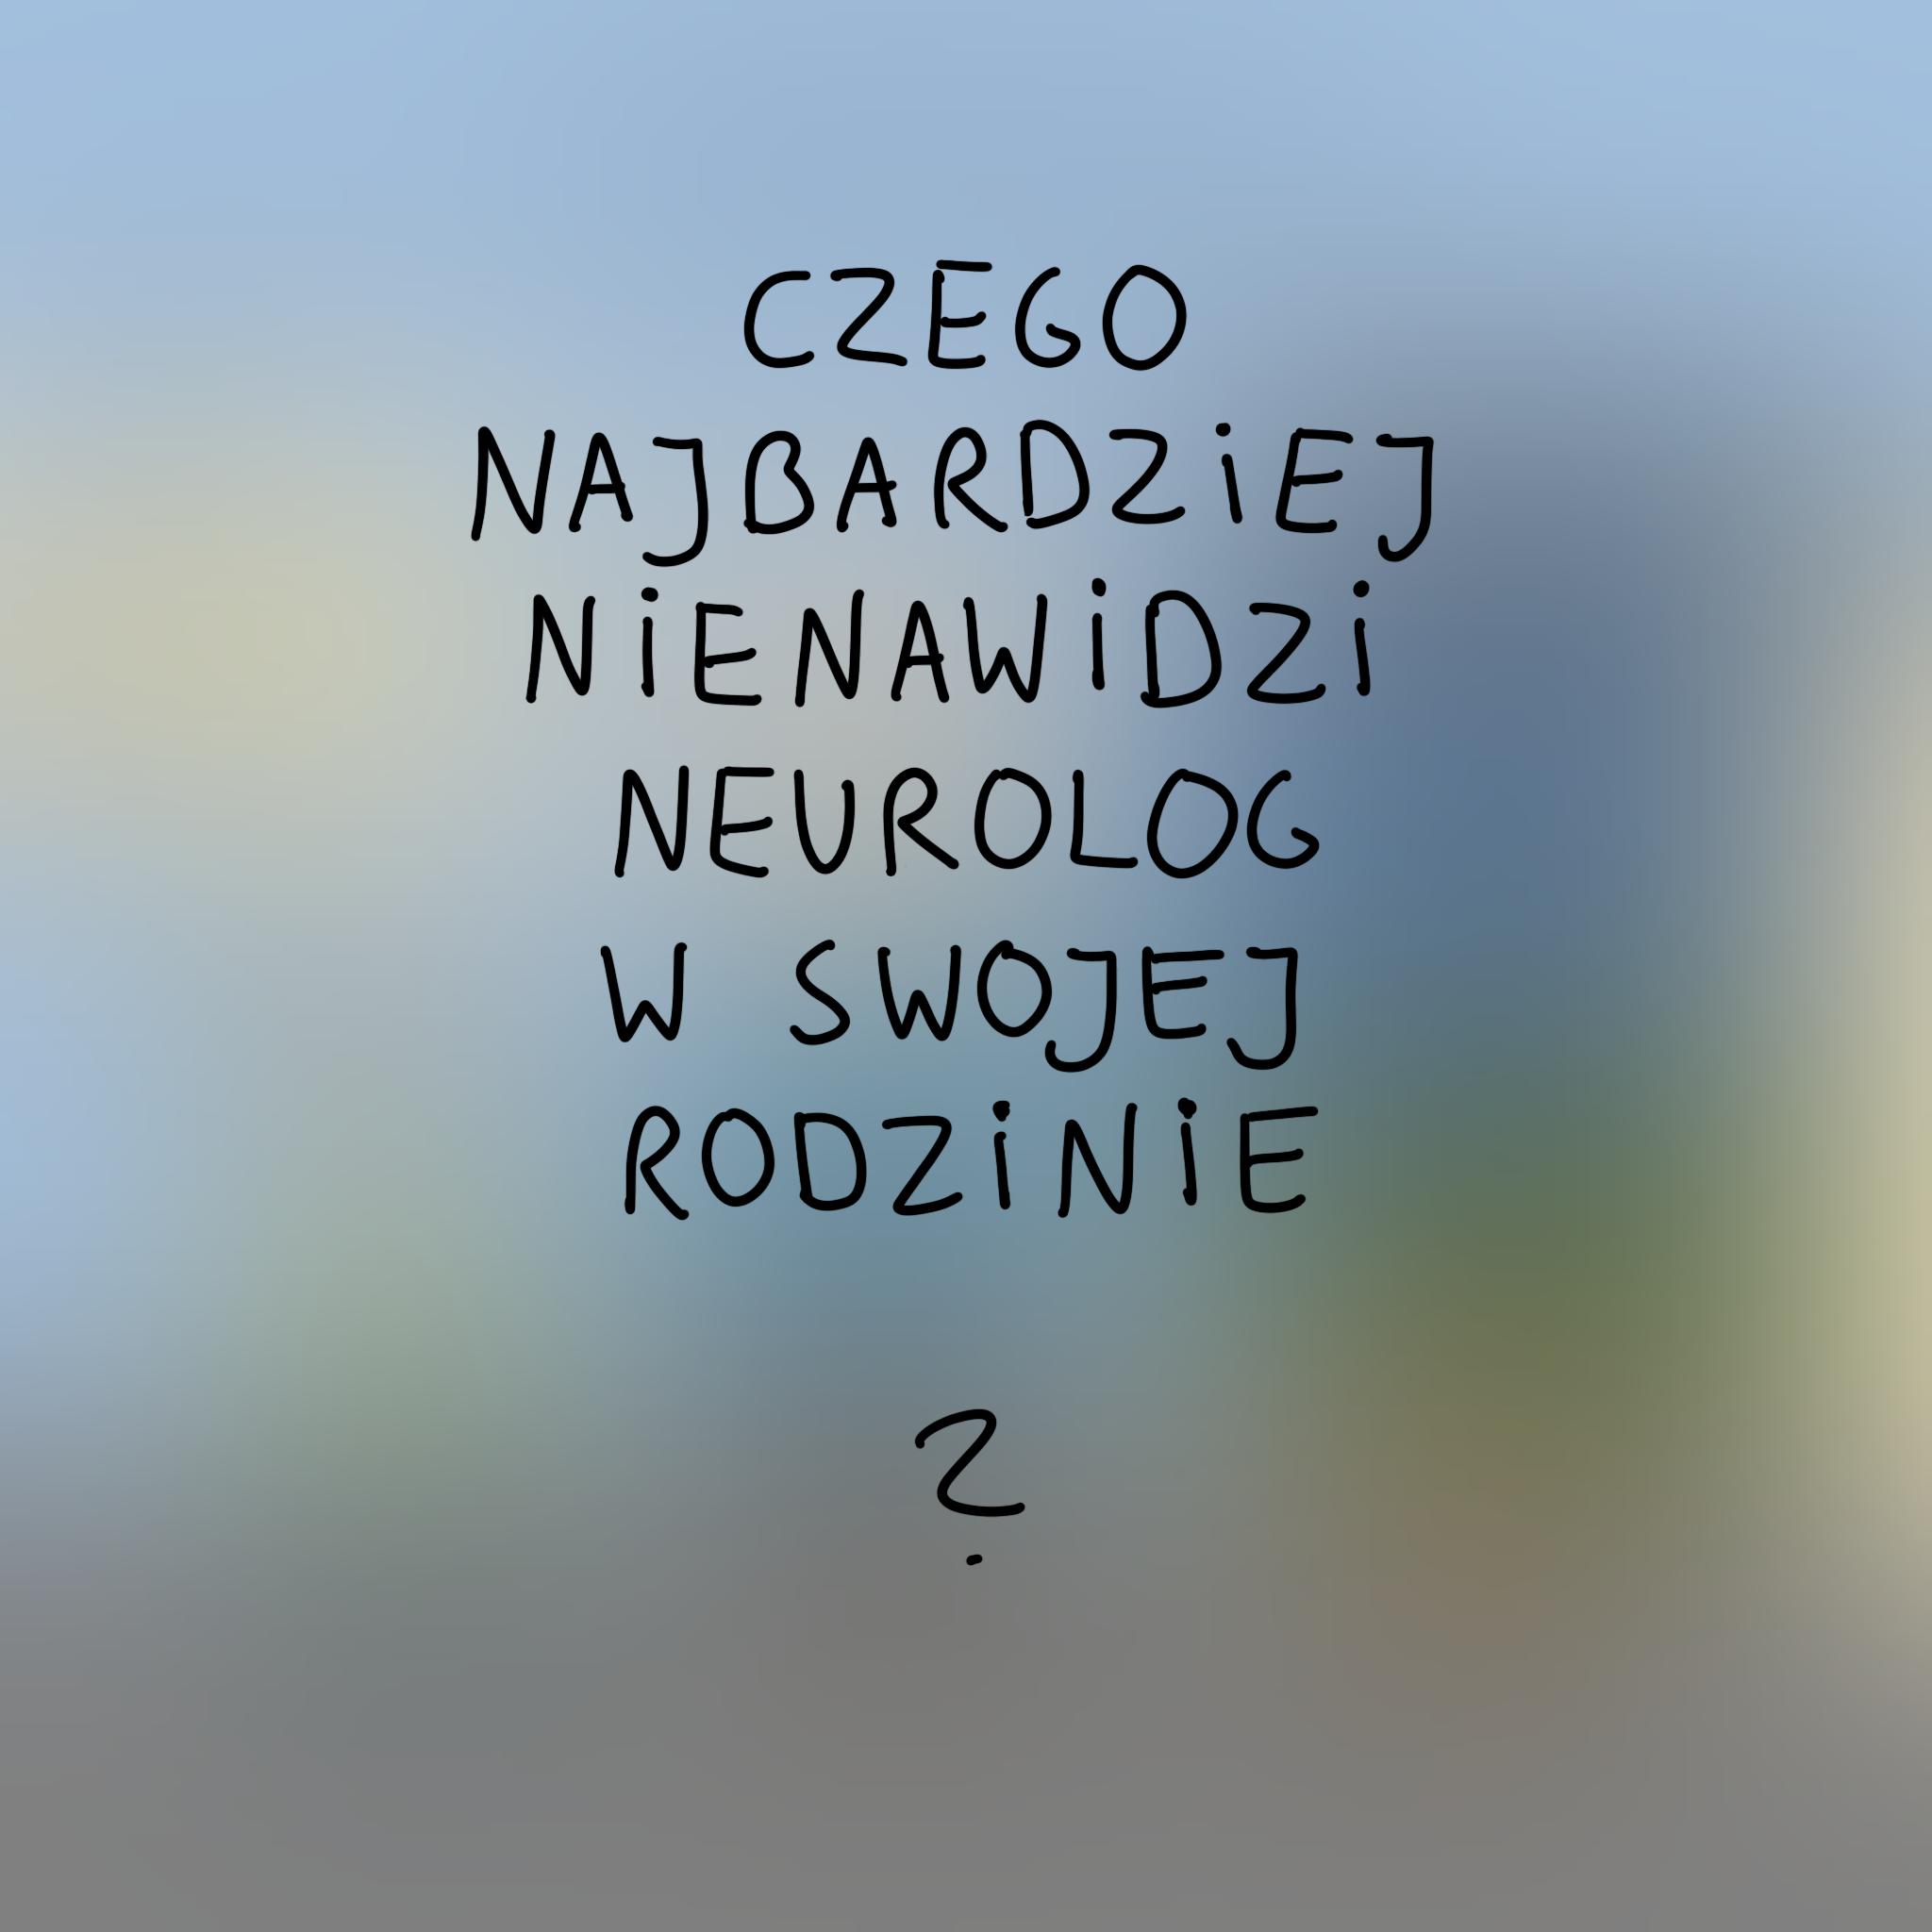 CZEGO
NAJBARDZiEJ
NiENAWiDZi
NEUROLOG
W SWOJEJ
RODZiNiE
?